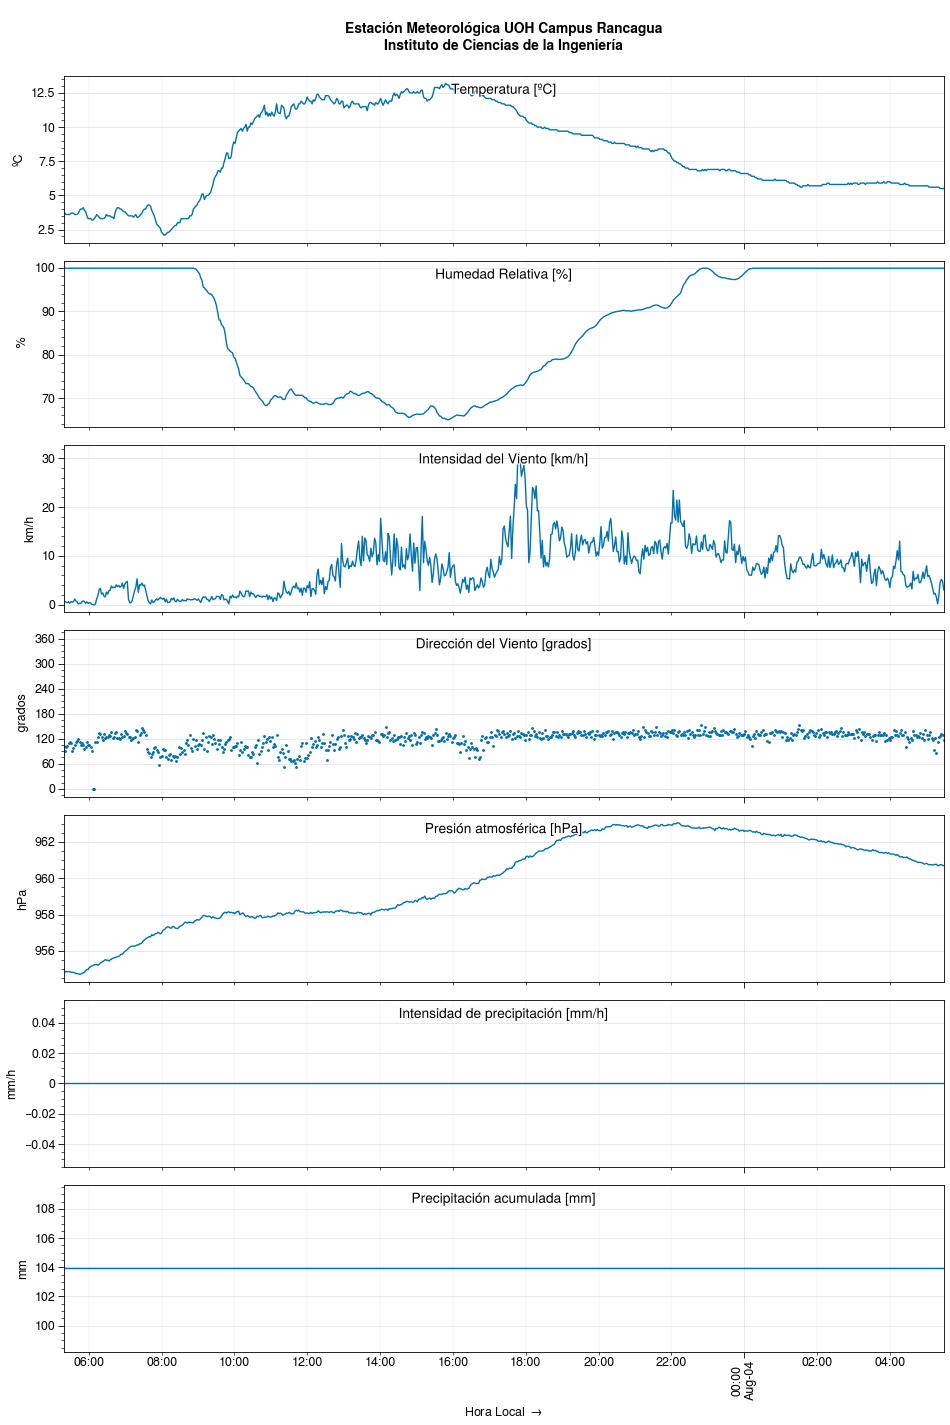 Estación Meteorológica UOH Campus Rancagua
Instituto de Ciencias de la Ingeniería
Temperatura [ºC]
ºC
12.5
10
7.5
5
2.5
Humedad Relativa [%]
%
100
90
80
70
Intensidad del Viento [km/h]
km/h
30
20
10
0
Dirección del Viento [grados]
grados
360
300
240
180
120
60
0
Presión atmosférica [hPa]
hPa
962
960
958
956
Intensidad de precipitación [mm/h]
mm/h
0.04
0.02
0
−0.02
−0.04
Precipitación acumulada [mm]
mm
108
106
104
102
100
06:00 08:00 10:00 12:00 14:00 16:00 18:00 20:00 22:00 00:00 02:00 04:00
Aug-04
Hora Local →